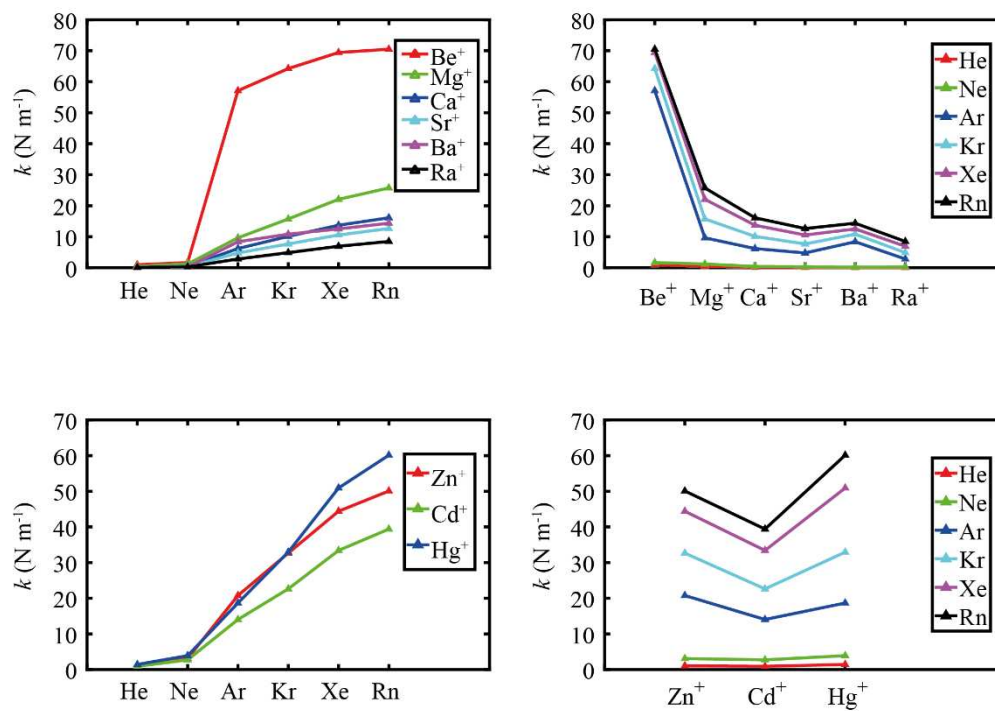 80
70
60
50
40
30
20
10
0
k (N m⁻¹)
Be⁺
Mg⁺
Ca⁺
Sr⁺
Ba⁺
Ra⁺
He Ne Ar Kr Xe Rn
80
70
60
50
40
30
20
10
0
k (N m⁻¹)
He
Ne
Ar
Kr
Xe
Rn
Be⁺ Mg⁺ Ca⁺ Sr⁺ Ba⁺ Ra⁺
70
60
50
40
30
20
10
0
k (N m⁻¹)
Zn⁺
Cd⁺
Hg⁺
He Ne Ar Kr Xe Rn
70
60
50
40
30
20
10
0
k (N m⁻¹)
He
Ne
Ar
Kr
Xe
Rn
Zn⁺ Cd⁺ Hg⁺